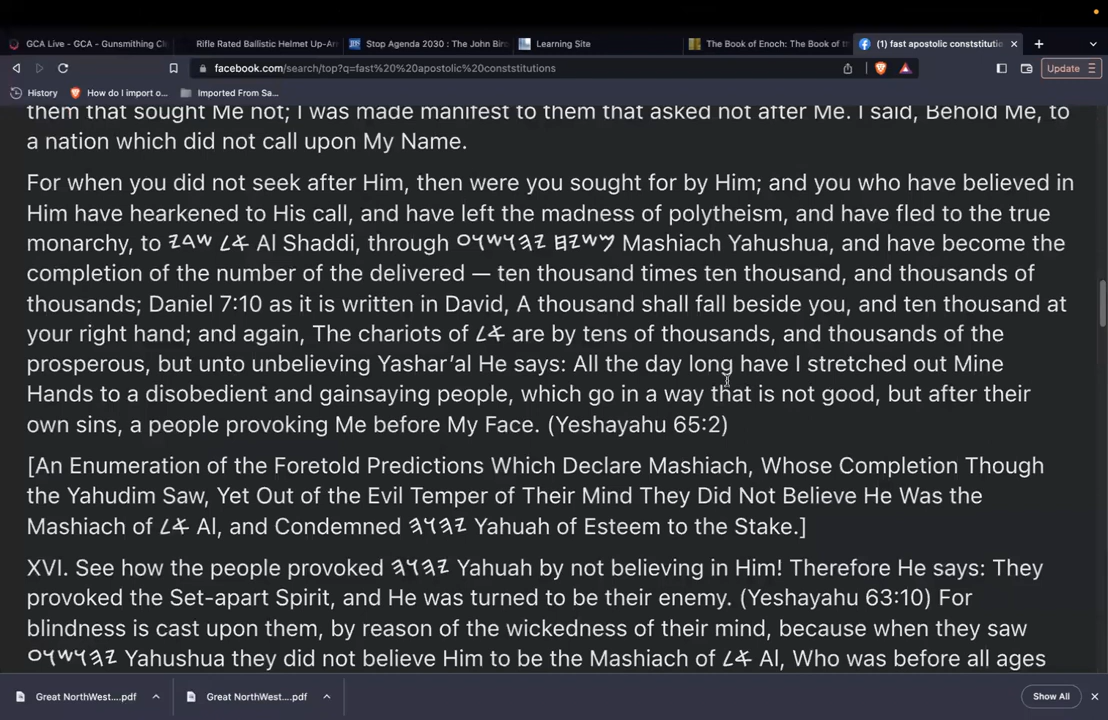 GCA Live - GCA - Gunsmithing Cl
Rifle Rated Ballistic Helmet Up-Ar
Stop Agenda 2030 : The John Birc
Learning Site
The Book of Enoch: The Book of th
(1) fast apostolic conststitutio
facebook.com/search/top?q=fast%20%20apostolic%20conststitutions
Update
History
How do I import o...
Imported From Sa...
them that sought Me not; I was made manifest to them that asked not after Me. I said, Behold Me, to
a nation which did not call upon My Name.
For when you did not seek after Him, then were you sought for by Him; and you who have believed in
Him have hearkened to His call, and have left the madness of polytheism, and have fled to the true
monarchy, to 𐤀𐤋 𐤔𐤃𐤉 Al Shaddi, through 𐤌𐤔𐤉𐤇 𐤉𐤄𐤅𐤔𐤅𐤏 Mashiach Yahushua, and have become the
completion of the number of the delivered — ten thousand times ten thousand, and thousands of
thousands; Daniel 7:10 as it is written in David, A thousand shall fall beside you, and ten thousand at
your right hand; and again, The chariots of 𐤀𐤋 are by tens of thousands, and thousands of the
prosperous, but unto unbelieving Yashar’al He says: All the day long have I stretched out Mine
Hands to a disobedient and gainsaying people, which go in a way that is not good, but after their
own sins, a people provoking Me before My Face. (Yeshayahu 65:2)
[An Enumeration of the Foretold Predictions Which Declare Mashiach, Whose Completion Though
the Yahudim Saw, Yet Out of the Evil Temper of Their Mind They Did Not Believe He Was the
Mashiach of 𐤀𐤋 Al, and Condemned 𐤉𐤄𐤅𐤄 Yahuah of Esteem to the Stake.]
XVI. See how the people provoked 𐤉𐤄𐤅𐤄 Yahuah by not believing in Him! Therefore He says: They
provoked the Set-apart Spirit, and He was turned to be their enemy. (Yeshayahu 63:10) For
blindness is cast upon them, by reason of the wickedness of their mind, because when they saw
𐤉𐤄𐤅𐤔𐤅𐤏 Yahushua they did not believe Him to be the Mashiach of 𐤀𐤋 Al, Who was before all ages
Great NorthWest....pdf
Great NorthWest....pdf
Show All